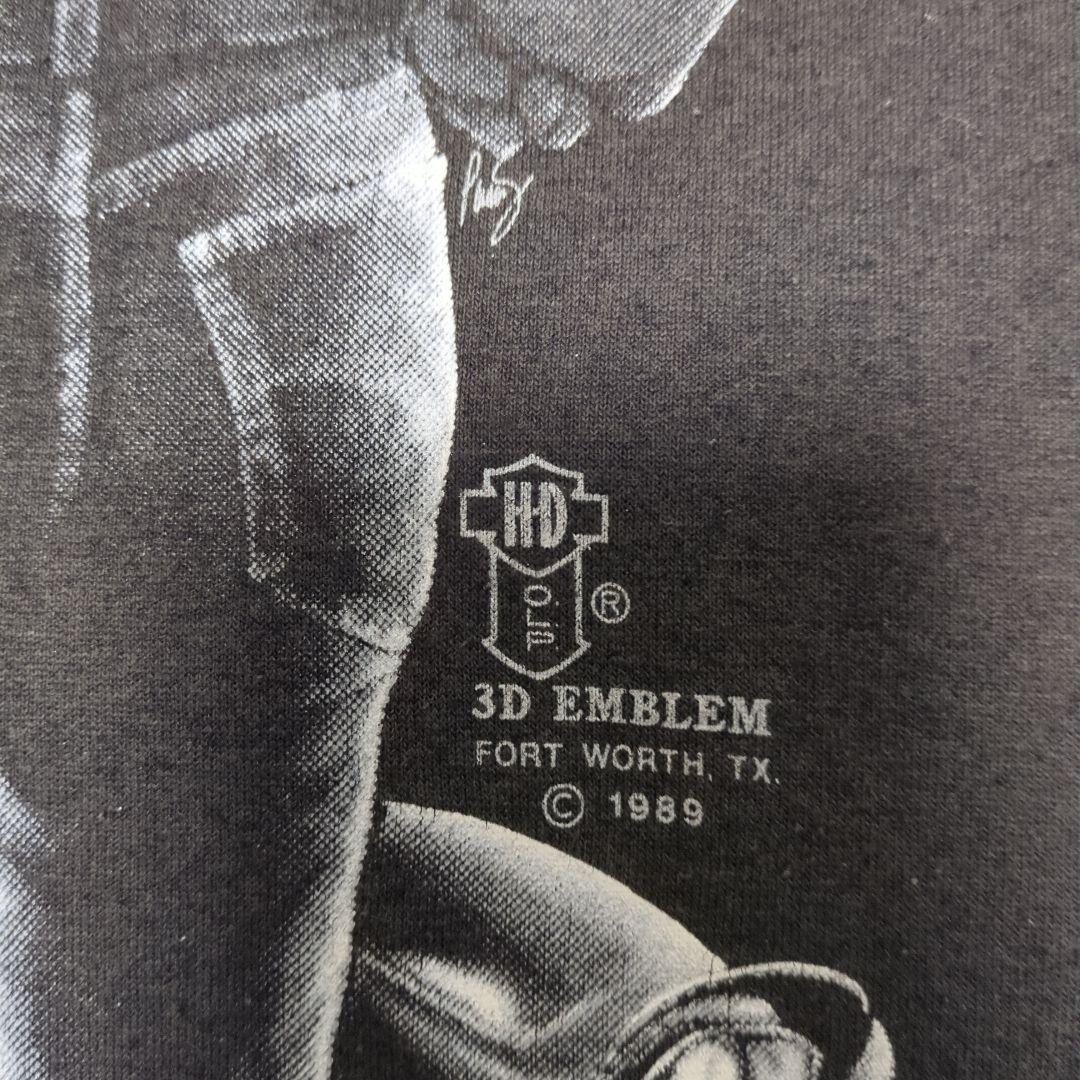 H-D
o.r.d.
®
3D EMBLEM
FORT WORTH, TX.
© 1989